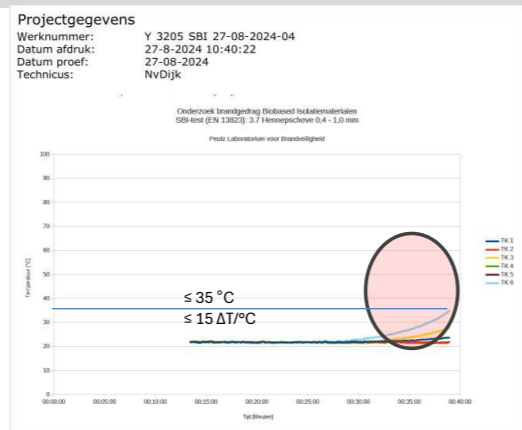 Projectgegevens
Werknummer: Y 3205 SBI 27-08-2024-04
Datum afdruk: 27-8-2024 10:40:22
Datum proef: 27-08-2024
Technicus: NvDijk
Onderzoek brandgedrag Biobased Isolatiematerialen
SBI-test (EN 13823): 3.7 Hennepscheve 0,4 - 1,0 mm
Peutz Laboratorium voor Brandveiligheid
100
90
80
70
60
50
40
30
20
10
0
Temperatuur [°C]
≤ 35 °C
≤ 15 ΔT/°C
TK 1
TK 2
TK 3
TK 4
TK 5
TK 6
00:00:00 00:05:00 00:10:00 00:15:00 00:20:00 00:25:00 00:30:00 00:35:00 00:40:00
Tijd [Minuten]